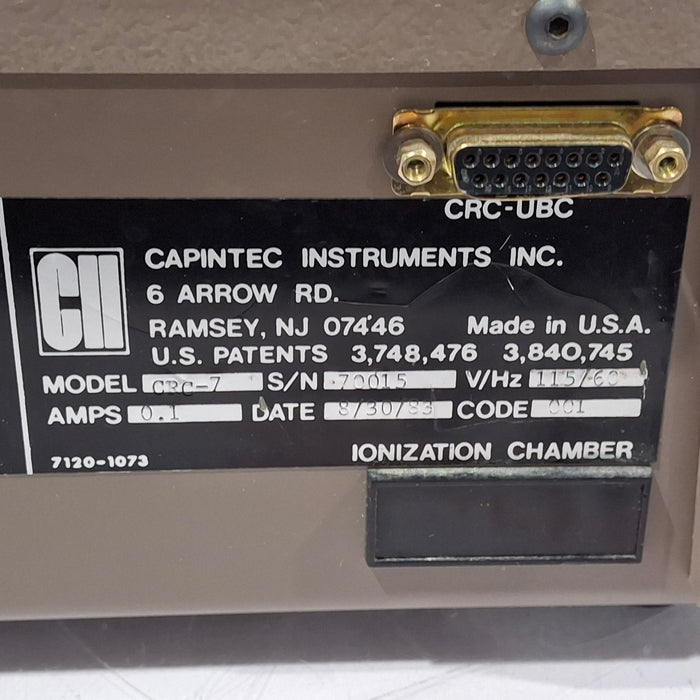 CRC-UBC
CII
CAPINTEC INSTRUMENTS INC.
6 ARROW RD.
RAMSEY, NJ 07446 Made in U.S.A.
U.S. PATENTS 3,748,476 3,840,745
MODEL CRC-7 S/N 70015 V/Hz 115/60
AMPS 0.1 DATE 8/30/83 CODE 001
7120-1073 IONIZATION CHAMBER